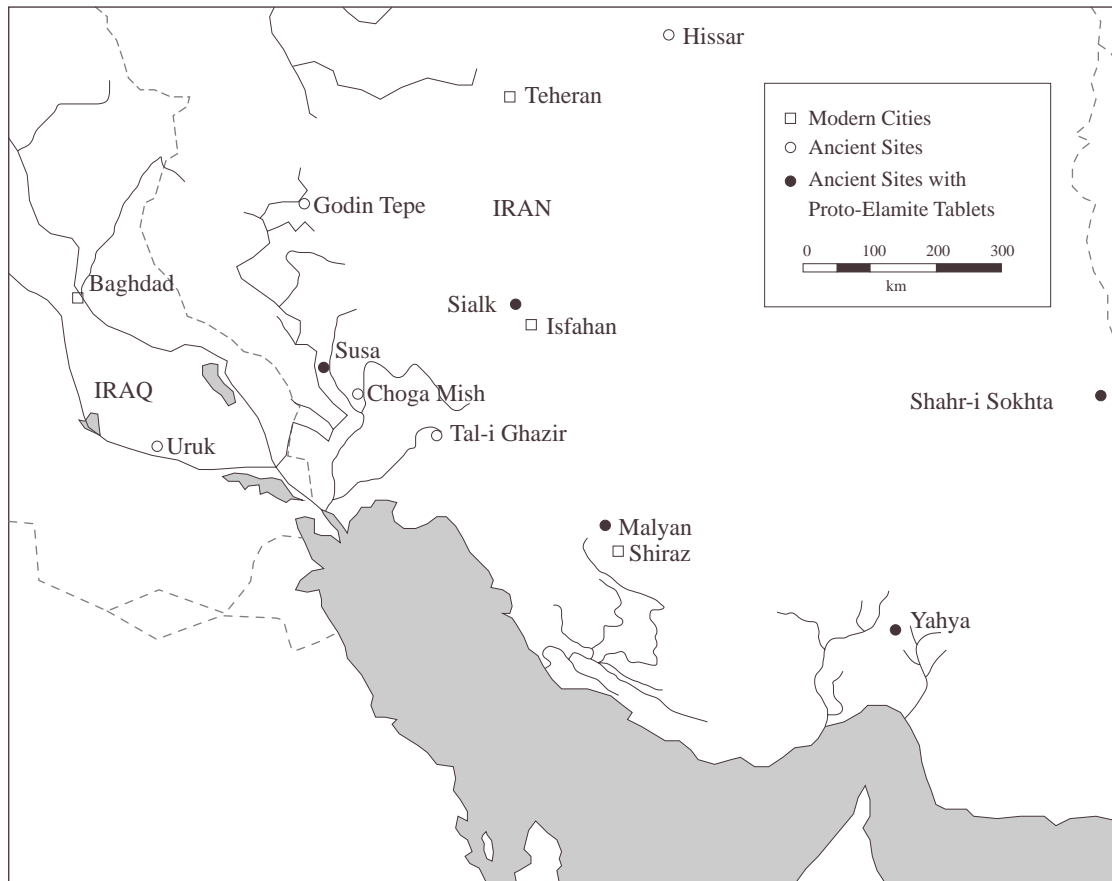 Hissar
Teheran
Modern Cities
Ancient Sites
Ancient Sites with
Proto-Elamite Tablets
0 100 200 300
km
Godin Tepe
IRAN
Baghdad
Sialk
Isfahan
Susa
IRAQ
Choga Mish
Shahr-i Sokhta
Uruk
Tal-i Ghazir
Malyan
Shiraz
Yahya